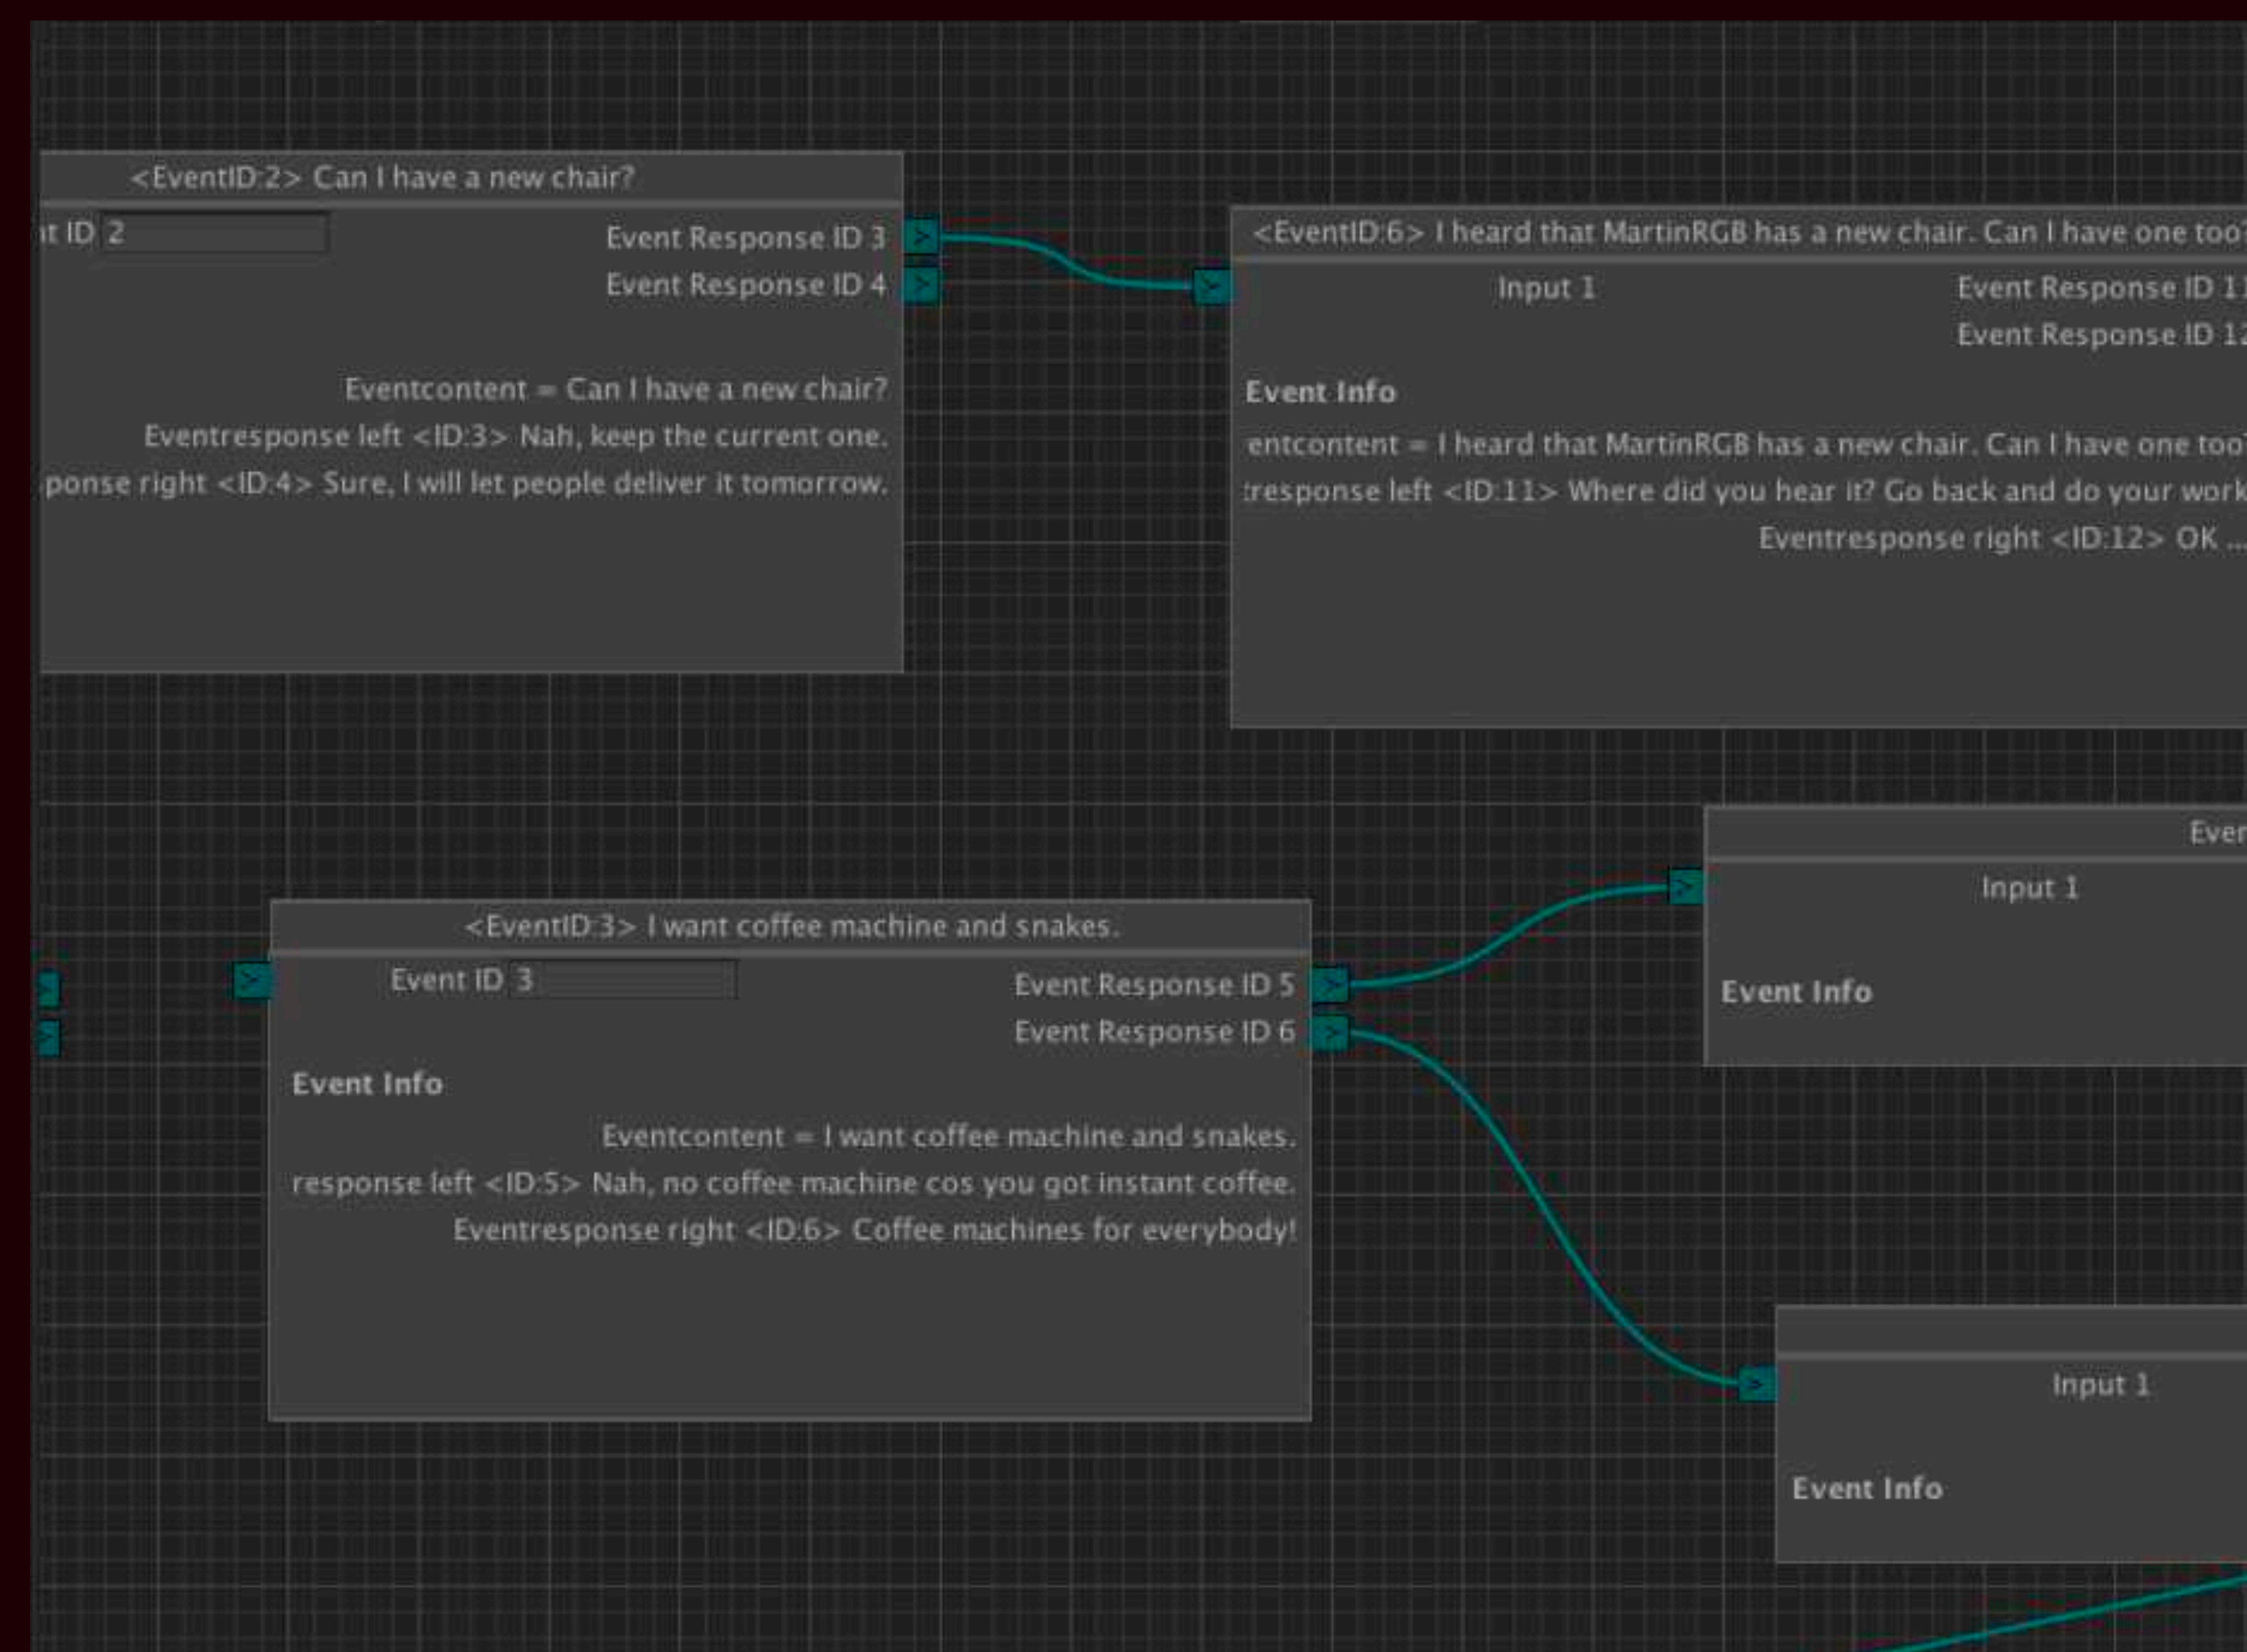 <EventID:2> Can I have a new chair?
nt ID 2
Event Response ID 3
Event Response ID 4
Eventcontent = Can I have a new chair?
Eventresponse left <ID:3> Nah, keep the current one.
ponse right <ID:4> Sure, I will let people deliver it tomorrow.
<EventID:6> I heard that MartinRGB has a new chair. Can I have one too?
Input 1
Event Response ID 11
Event Response ID 12
Event Info
entcontent = I heard that MartinRGB has a new chair. Can I have one too?
response left <ID:11> Where did you hear it? Go back and do your work
Eventresponse right <ID:12> OK ...
Even
Input 1
Event Info
<EventID:3> I want coffee machine and snakes.
Event ID 3
Event Response ID 5
Event Response ID 6
Event Info
Eventcontent = I want coffee machine and snakes.
response left <ID:5> Nah, no coffee machine cos you got instant coffee.
Eventresponse right <ID:6> Coffee machines for everybody!
Input 1
Event Info